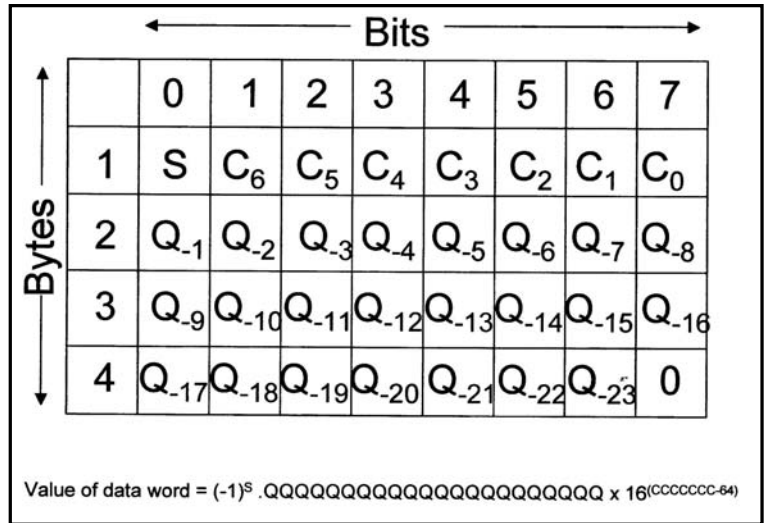 Bits
0 1 2 3 4 5 6 7
Bytes
1 S C₆ C₅ C₄ C₃ C₂ C₁ C₀
2 Q₋₁ Q₋₂ Q₋₃ Q₋₄ Q₋₅ Q₋₆ Q₋₇ Q₋₈
3 Q₋₉ Q₋₁₀ Q₋₁₁ Q₋₁₂ Q₋₁₃ Q₋₁₄ Q₋₁₅ Q₋₁₆
4 Q₋₁₇ Q₋₁₈ Q₋₁₉ Q₋₂₀ Q₋₂₁ Q₋₂₂ Q₋₂₃ 0
Value of data word = (-1)ˢ .QQQQQQQQQQQQQQQQQQQQQQQ x 16^(CCCCCCC-64)